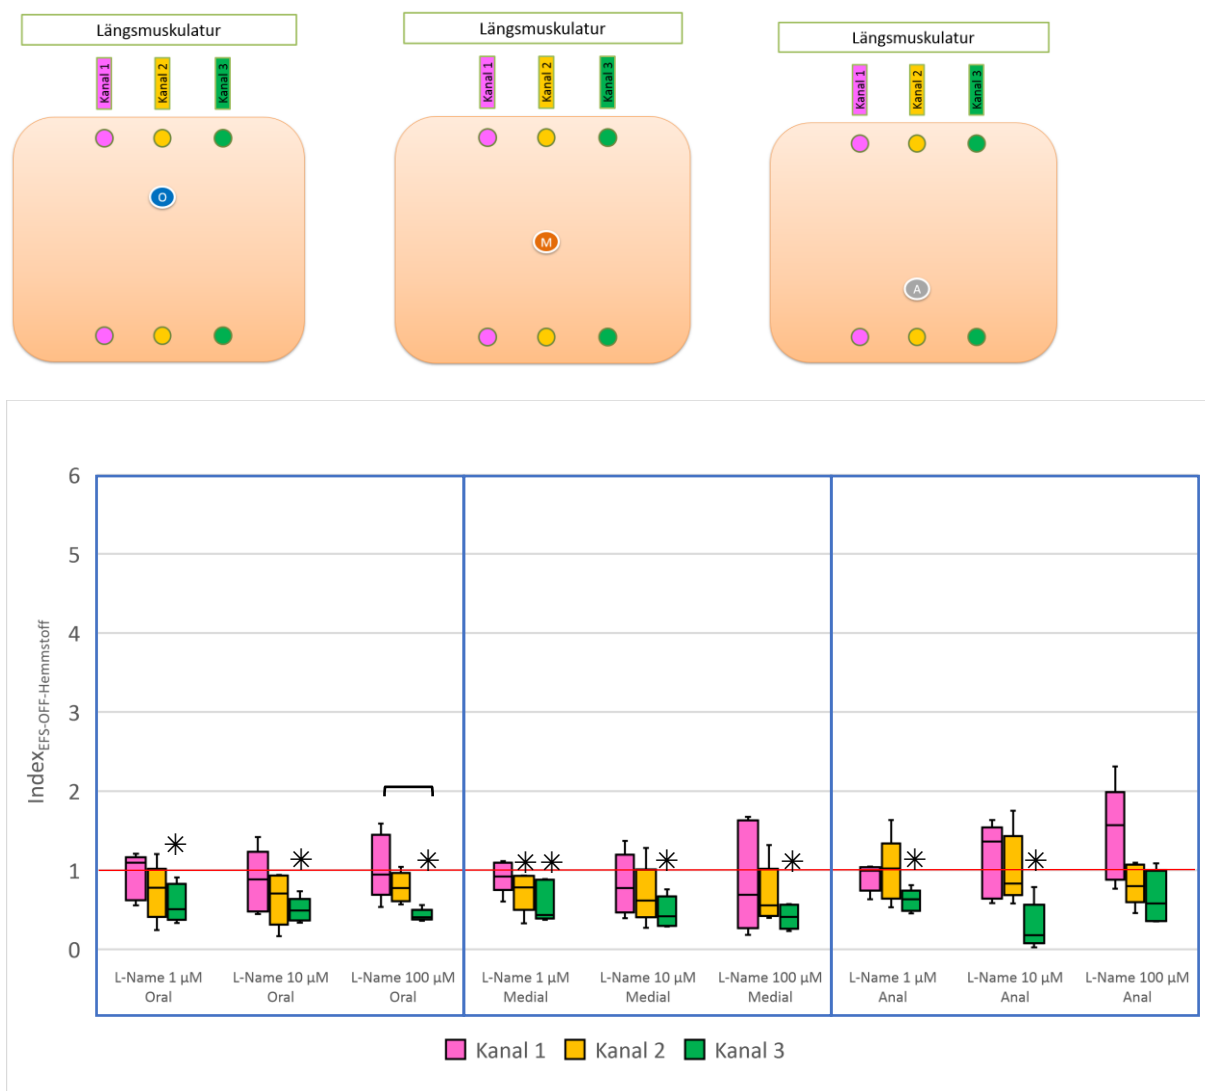 Längsmuskulatur
Kanal 1
Kanal 2
Kanal 3
O
Längsmuskulatur
Kanal 1
Kanal 2
Kanal 3
M
Längsmuskulatur
Kanal 1
Kanal 2
Kanal 3
A
Index EFS-OFF-Hemmstoff
6
5
4
3
2
1
0
L-Name 1 µM
Oral
L-Name 10 µM
Oral
L-Name 100 µM
Oral
L-Name 1 µM
Medial
L-Name 10 µM
Medial
L-Name 100 µM
Medial
L-Name 1 µM
Anal
L-Name 10 µM
Anal
L-Name 100 µM
Anal
Kanal 1 Kanal 2 Kanal 3